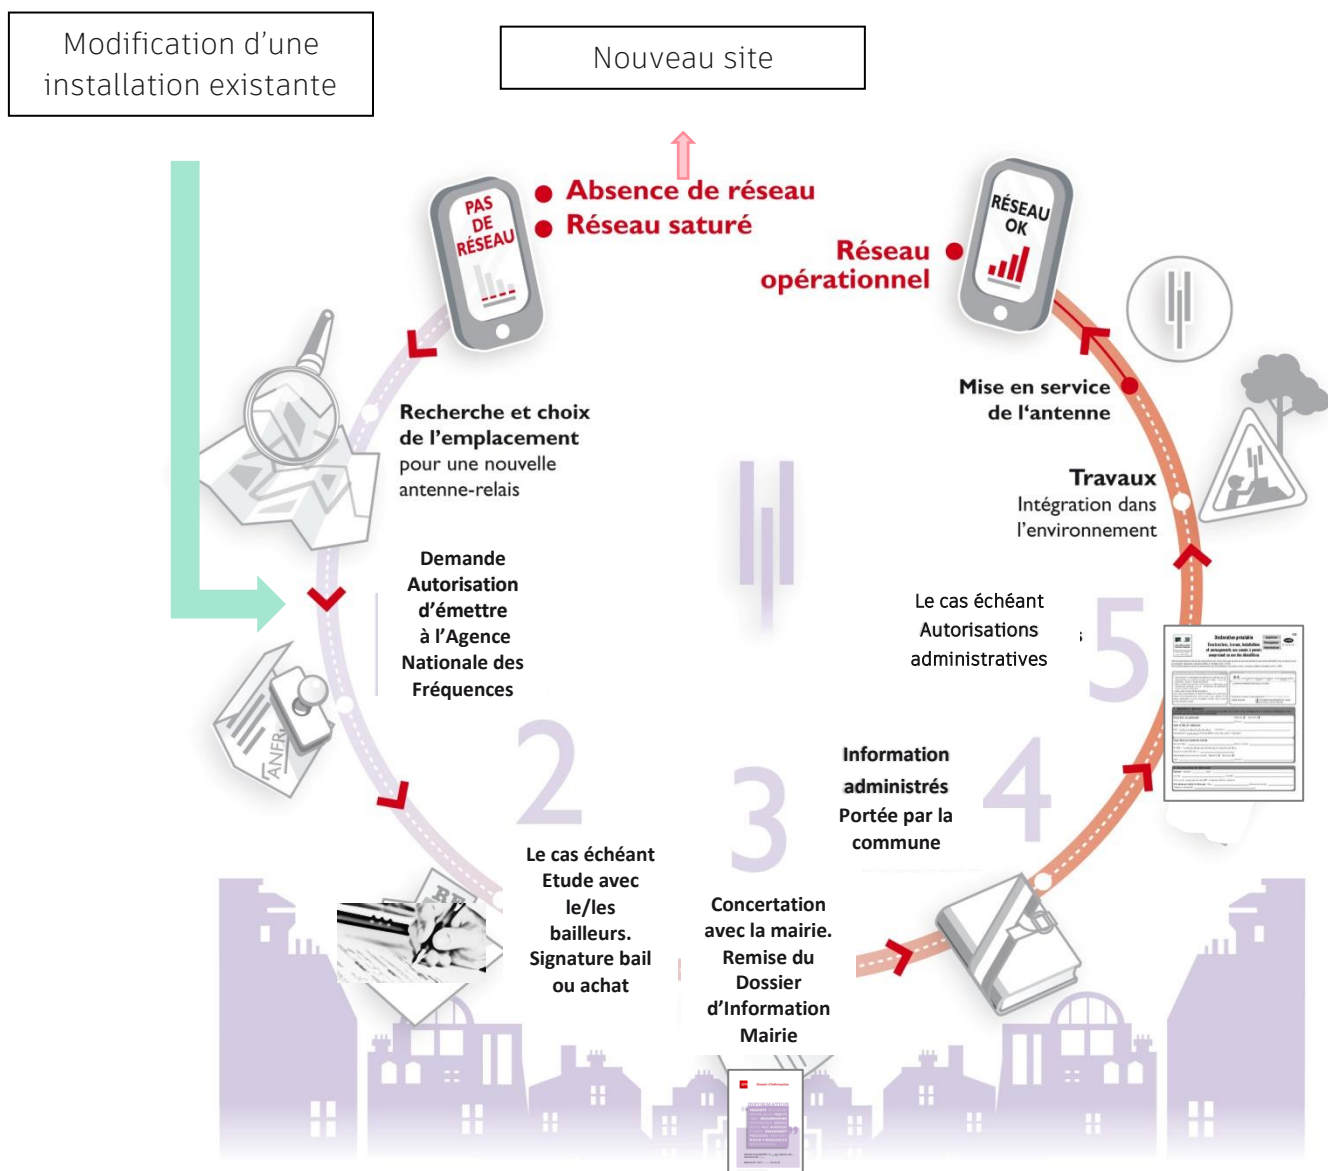 Modification d’une
installation existante
Nouveau site
Absence de réseau
Réseau saturé
PAS
DE
RÉSEAU
RÉSEAU
OK
Réseau
opérationnel
Recherche et choix
de l’emplacement
pour une nouvelle
antenne-relais
Mise en service
de l‘antenne
Travaux
Intégration dans
l’environnement
Demande
Autorisation
d’émettre
à l’Agence
Nationale des
Fréquences
ANFR
Le cas échéant
Autorisations
administratives
5
2
Le cas échéant
Etude avec
le/les
bailleurs.
Signature bail
ou achat
3
Concertation
avec la mairie.
Remise du
Dossier
d’Information
Mairie
Information
administrés
Portée par la
commune
4
Dossier d’Information